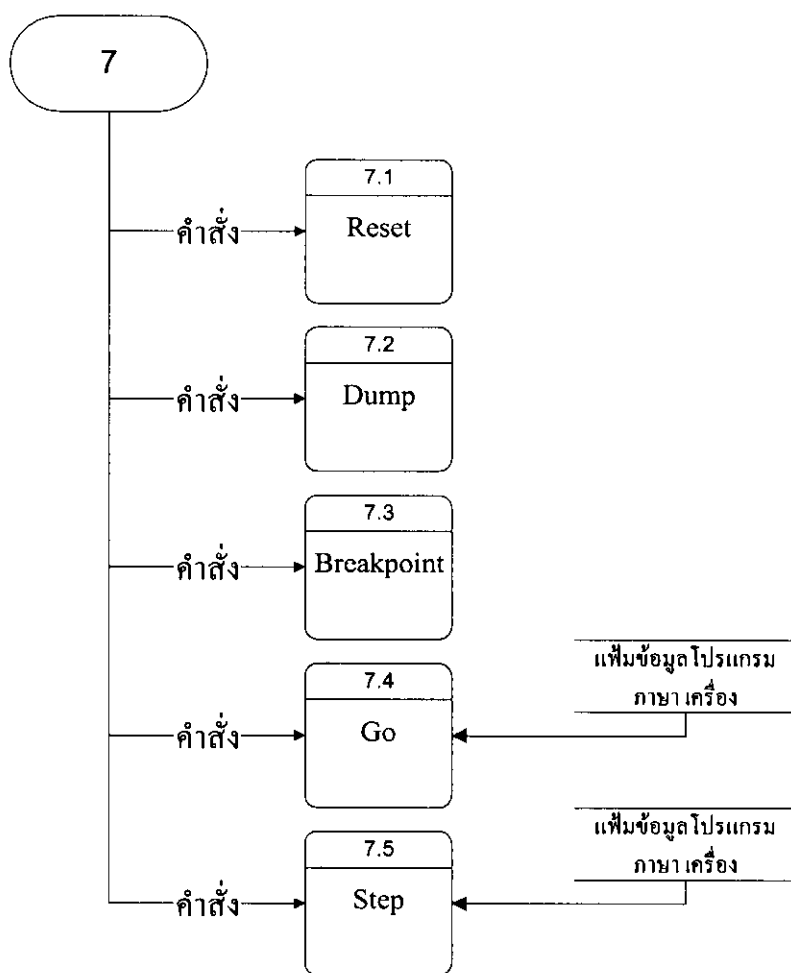 7
7.1
คำสั่ง
Reset
7.2
คำสั่ง
Dump
7.3
คำสั่ง
Breakpoint
แฟ้มข้อมูลโปรแกรม
ภาษาเครื่อง
7.4
คำสั่ง
Go
แฟ้มข้อมูลโปรแกรม
ภาษาเครื่อง
7.5
คำสั่ง
Step